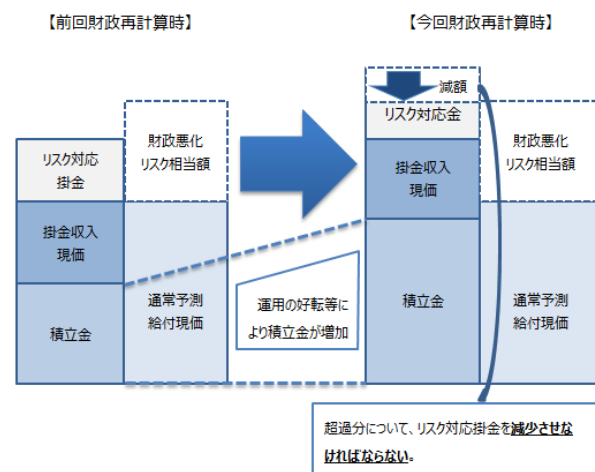 【前回財政再計算時】
【今回財政再計算時】
リスク対応
掛金
掛金収入
現価
積立金
財政悪化
リスク相当額
通常予測
給付現価
減額
リスク対応金
掛金収入
現価
積立金
財政悪化
リスク相当額
通常予測
給付現価
運用の好転等に
より積立金が増加
超過分について、リスク対応掛金を減少させな
ければならない。